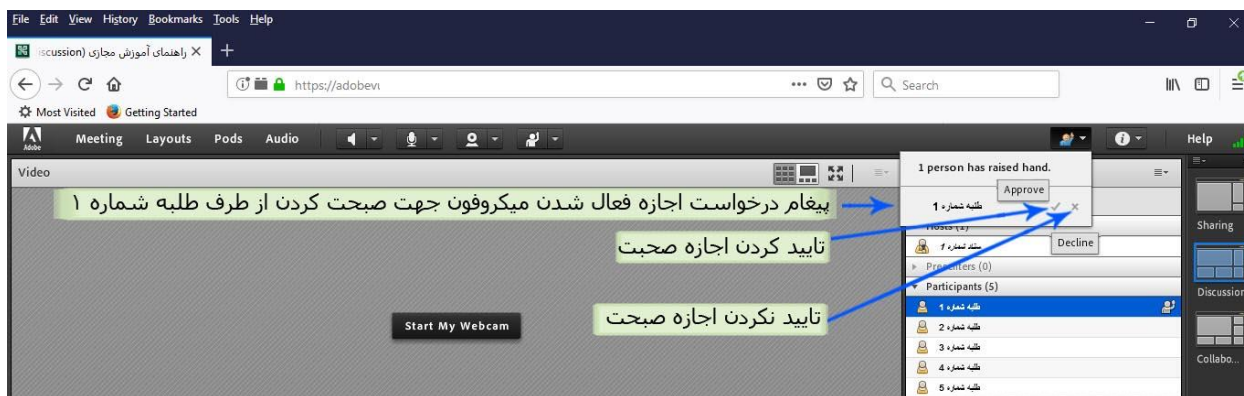 File Edit View History Bookmarks Tools Help
راهنمای آموزش مجازی (scussion
https://adobevi
Search
Most Visited Getting Started
Adobe
Meeting Layouts Pods Audio
Help
Video
1 person has raised hand.
Approve
طلبه شماره 1
Decline
پیغام درخواست اجازه فعال شدن میکروفون جهت صبحت کردن از طرف طلبه شماره ۱
تایید کردن اجازه صحبت
تایید نکردن اجازه صبحت
Start My Webcam
Hosts (1)
Presenters (0)
Participants (5)
طلبه شماره 1
طلبه شماره 2
طلبه شماره 3
طلبه شماره 4
طلبه شماره 5
Sharing
Discussion
Collabo...